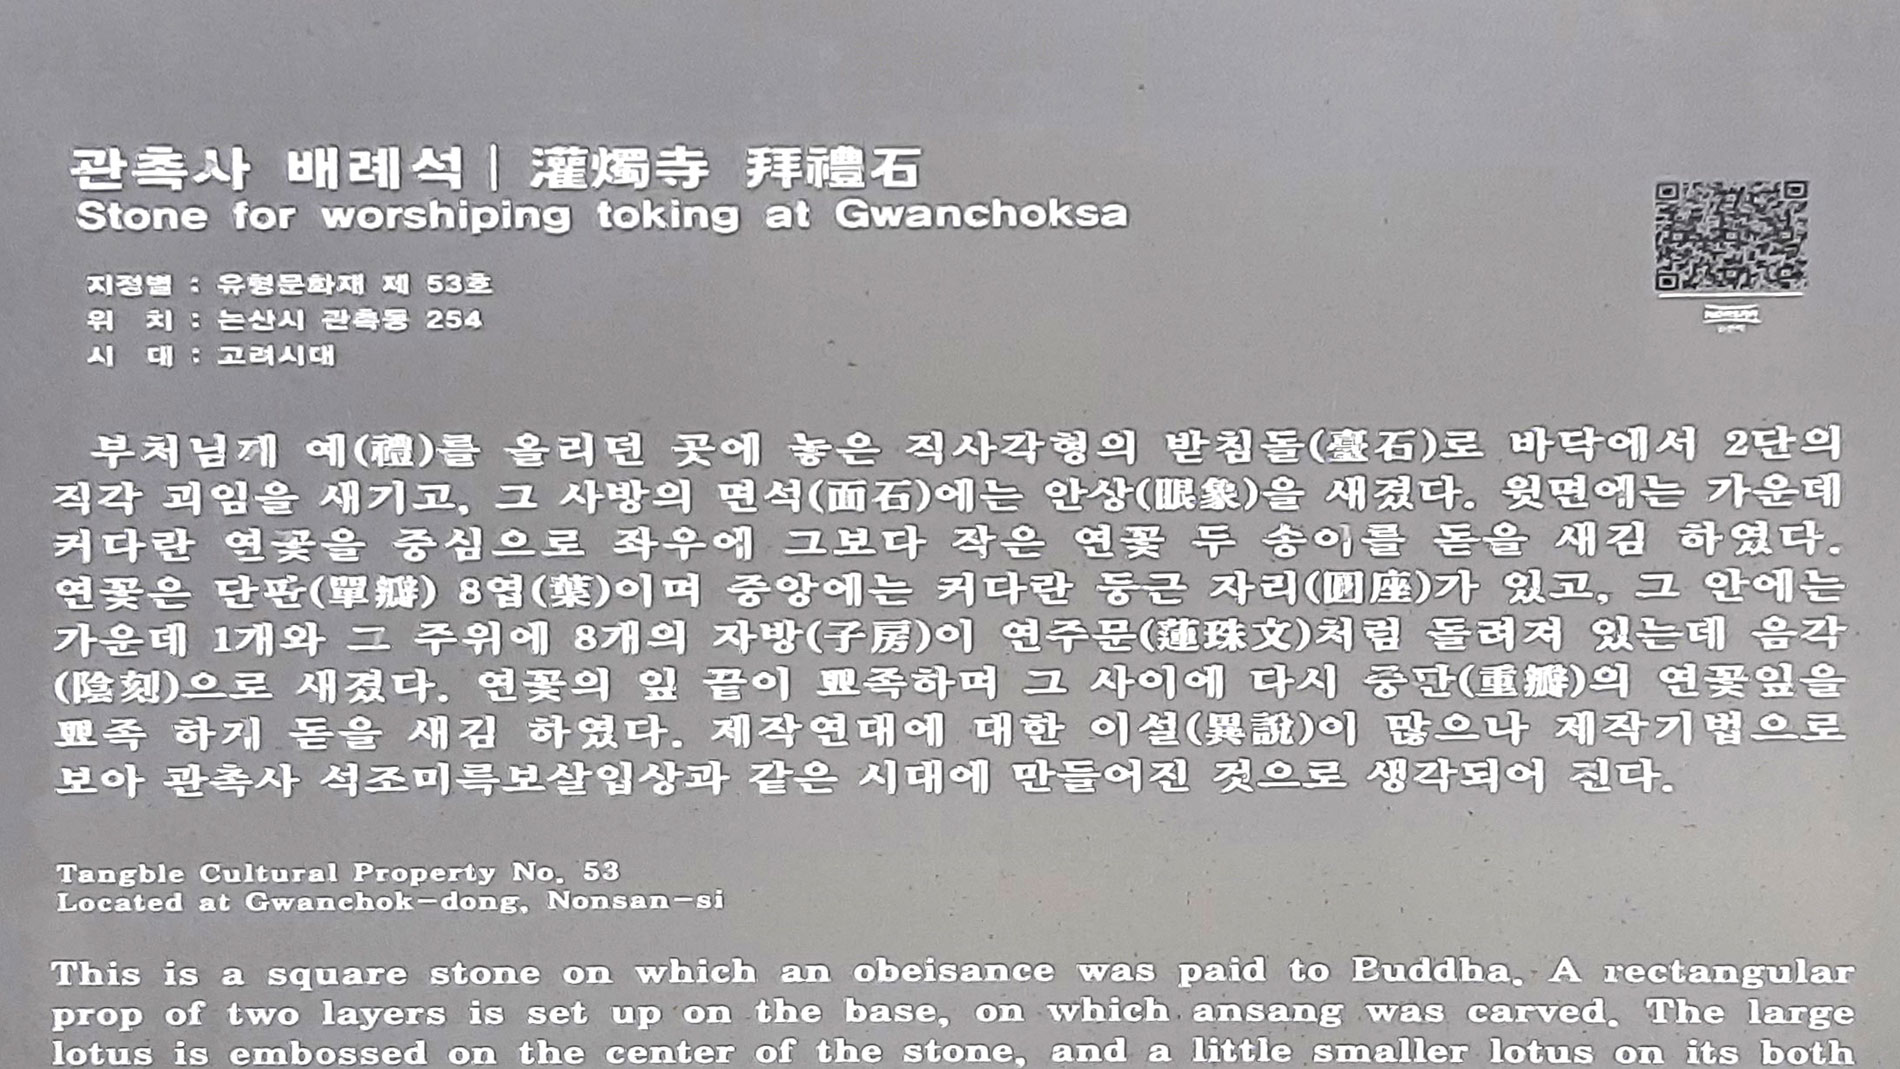 관촉사 배례석 | 灌燭寺 拜禮石
Stone for worshiping toking at Gwanchoksa
지정별 : 유형문화재 제 53호
위 치 : 논산시 관촉동 254
시 대 : 고려시대
부처님께 예(禮)를 올리던 곳에 놓은 직사각형의 받침돌(臺石)로 바닥에서 2단의
직각 괴임을 새기고, 그 사방의 면석(面石)에는 안상(眼象)을 새겼다. 윗면에는 가운데
커다란 연꽃을 중심으로 좌우에 그보다 작은 연꽃 두 송이를 돋을 새김 하였다.
연꽃은 단판(單瓣) 8엽(葉)이며 중앙에는 커다란 둥근 자리(圓座)가 있고, 그 안에는
가운데 1개와 그 주위에 8개의 자방(子房)이 연주문(蓮珠文)처럼 돌려져 있는데 음각
(陰刻)으로 새겼다. 연꽃의 잎 끝이 뾰족하며 그 사이에 다시 중판(重瓣)의 연꽃잎을
뾰족 하게 돋을 새김 하였다. 제작연대에 대한 이설(異說)이 많으나 제작기법으로
보아 관촉사 석조미륵보살입상과 같은 시대에 만들어진 것으로 생각되어 진다.
Tangble Cultural Property No. 53
Located at Gwanchok-dong, Nonsan-si
This is a square stone on which an obeisance was paid to Buddha. A rectangular
prop of two layers is set up on the base, on which ansang was carved. The large
lotus is embossed on the center of the stone, and a little smaller lotus on its both